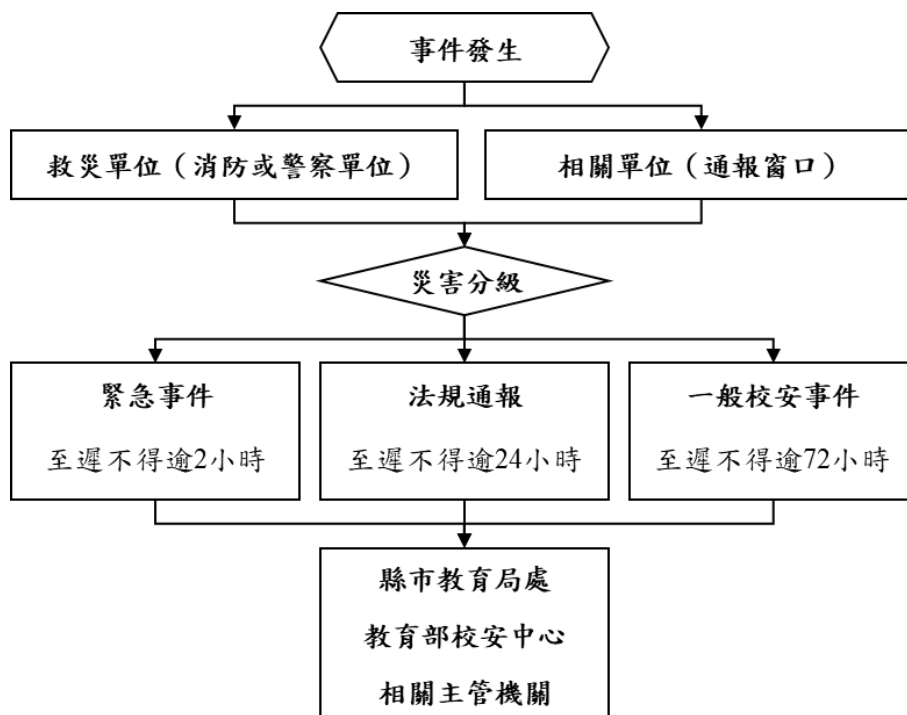 事件發生
救災單位（消防或警察單位）
相關單位（通報窗口）
災害分級
緊急事件
至遲不得逾2小時
法規通報
至遲不得逾24小時
一般校安事件
至遲不得逾72小時
縣市教育局處
教育部校安中心
相關主管機關